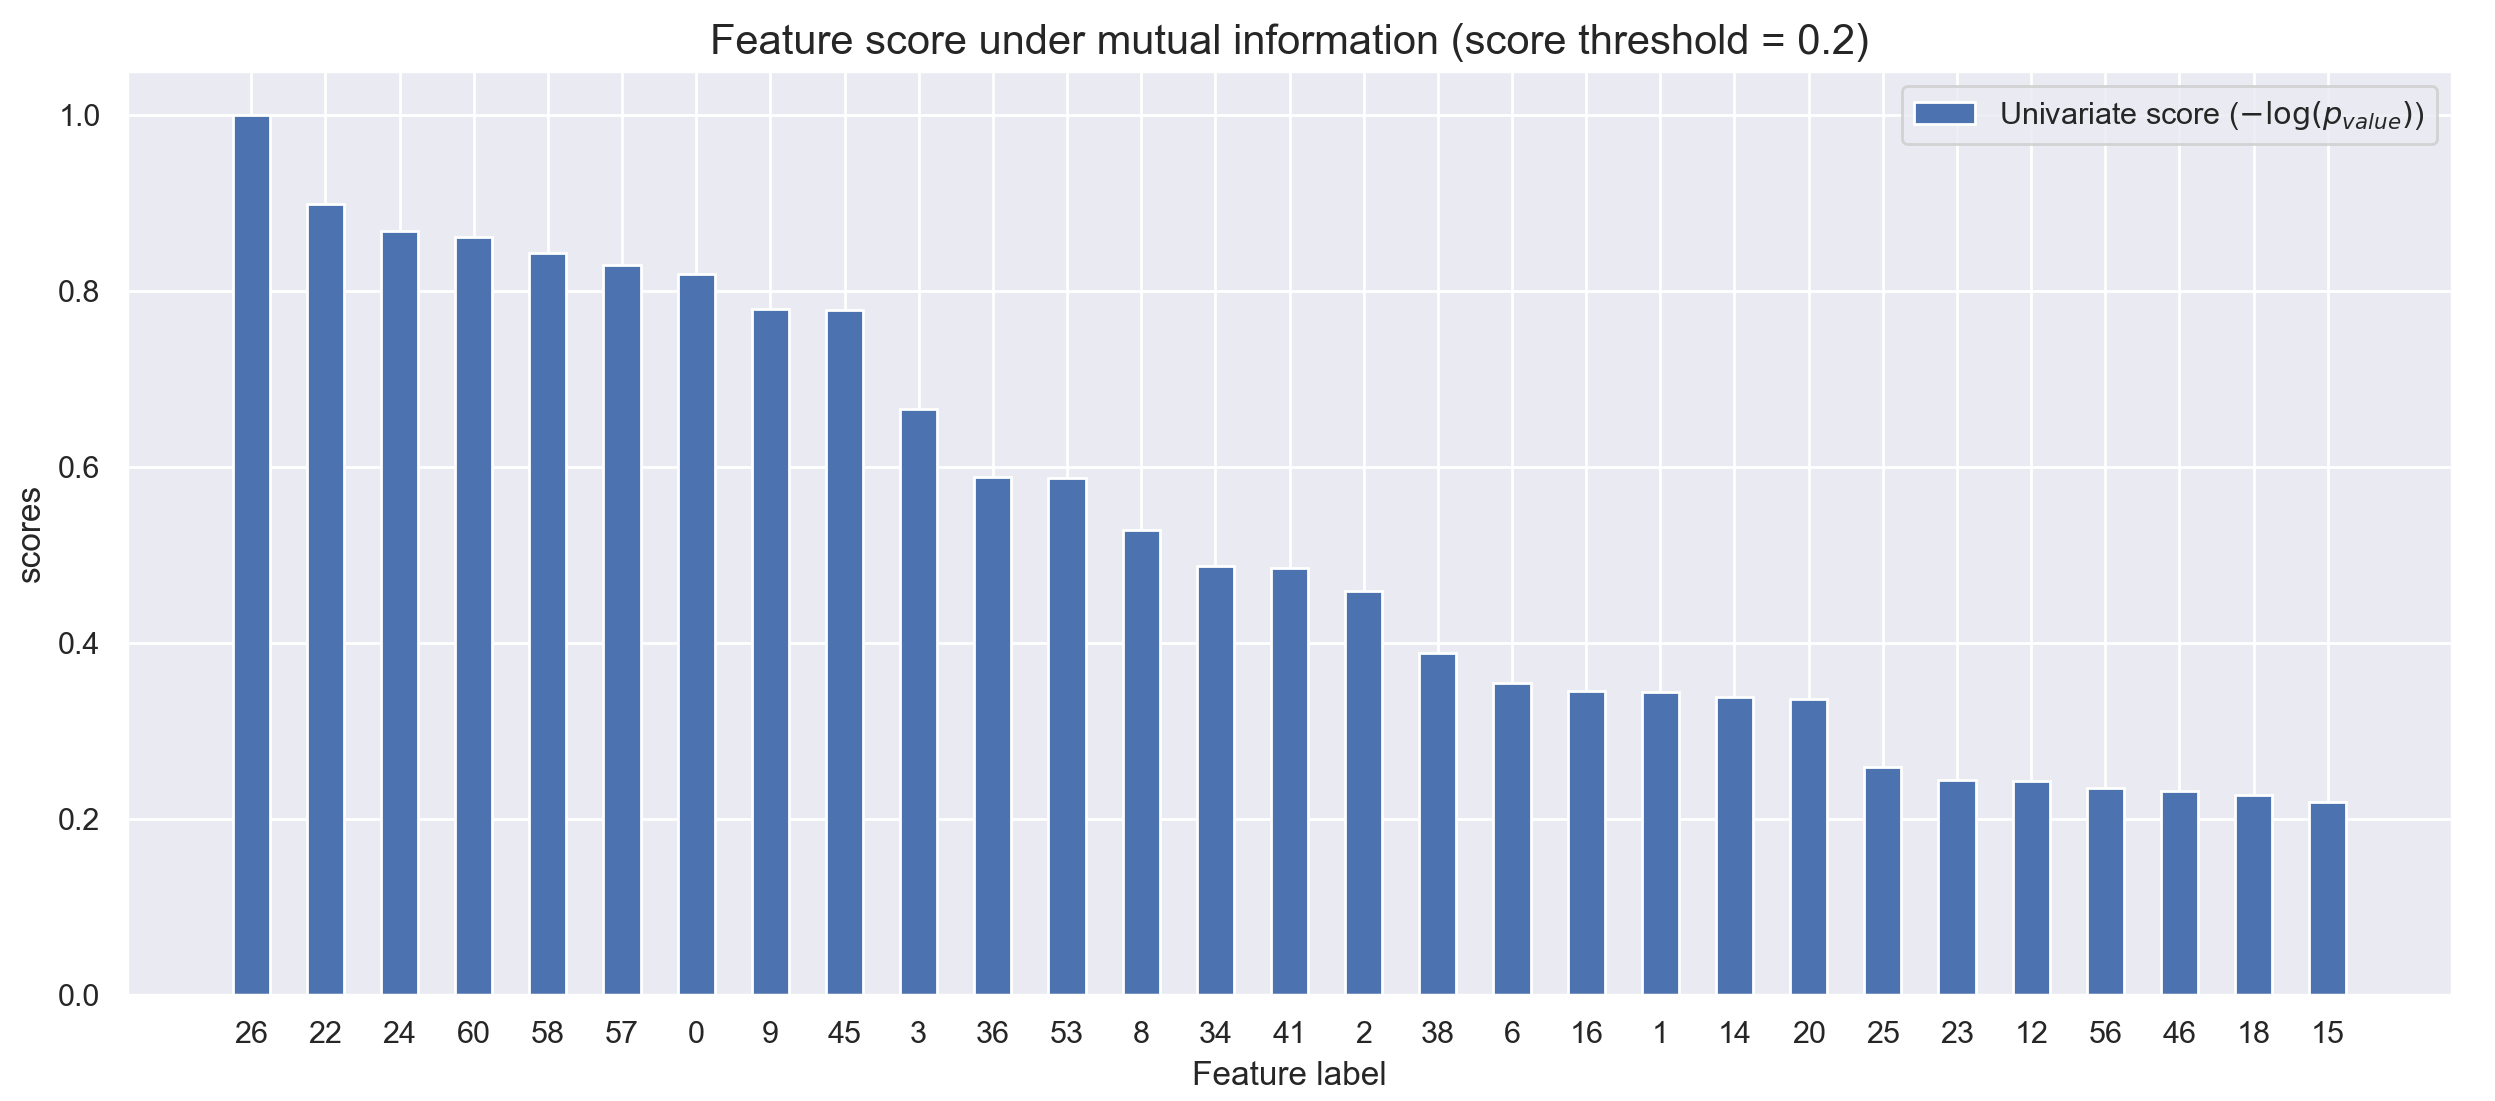 Feature score under mutual information (score threshold = 0.2)
Univariate score (−log(p_value))
1.0
0.8
0.6
0.4
0.2
0.0
scores
26 22 24 60 58 57 0 9 45 3 36 53 8 34 41 2 38 6 16 1 14 20 25 23 12 56 46 18 15
Feature label